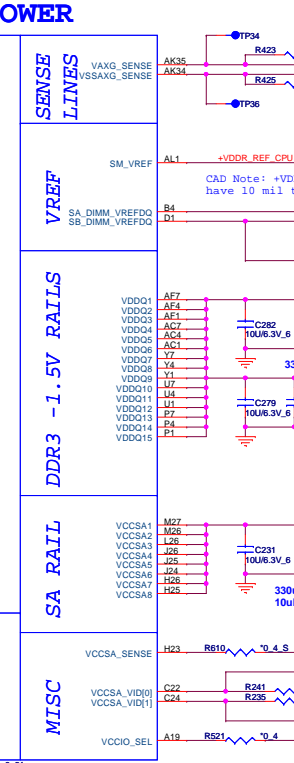 OWER
TP34
SENSE
LINES
VAXG_SENSE AK35
VSSAXG_SENSE AK34
R423
R425
TP36
VREF
SM_VREF AL1 +VDDR_REF_CPU
CAD Note: +VD
have 10 mil t
SA_DIMM_VREFDQ B4
SB_DIMM_VREFDQ D1
DDR3 -1.5V RAILS
VDDQ1 AF7
VDDQ2 AF4
VDDQ3 AF1
VDDQ4 AC7
VDDQ5 AC4
VDDQ6 AC1
VDDQ7 Y7
VDDQ8 Y4
VDDQ9 Y1
VDDQ10 U7
VDDQ11 U4
VDDQ12 U1
VDDQ13 P7
VDDQ14 P4
VDDQ15 P1
C282
10U/6.3V_6
33
C279
10U/6.3V_6
SA RAIL
VCCSA1 M27
VCCSA2 M26
VCCSA3 L26
VCCSA4 J26
VCCSA5 J25
VCCSA6 J24
VCCSA7 H26
VCCSA8 H25
C231
10U/6.3V_6
330
10u
MISC
VCCSA_SENSE H23 R610 *0_4_S
VCCSA_VID[0] C22 R241
VCCSA_VID[1] C24 R235
VCCIO_SEL A19 R521 *0_4